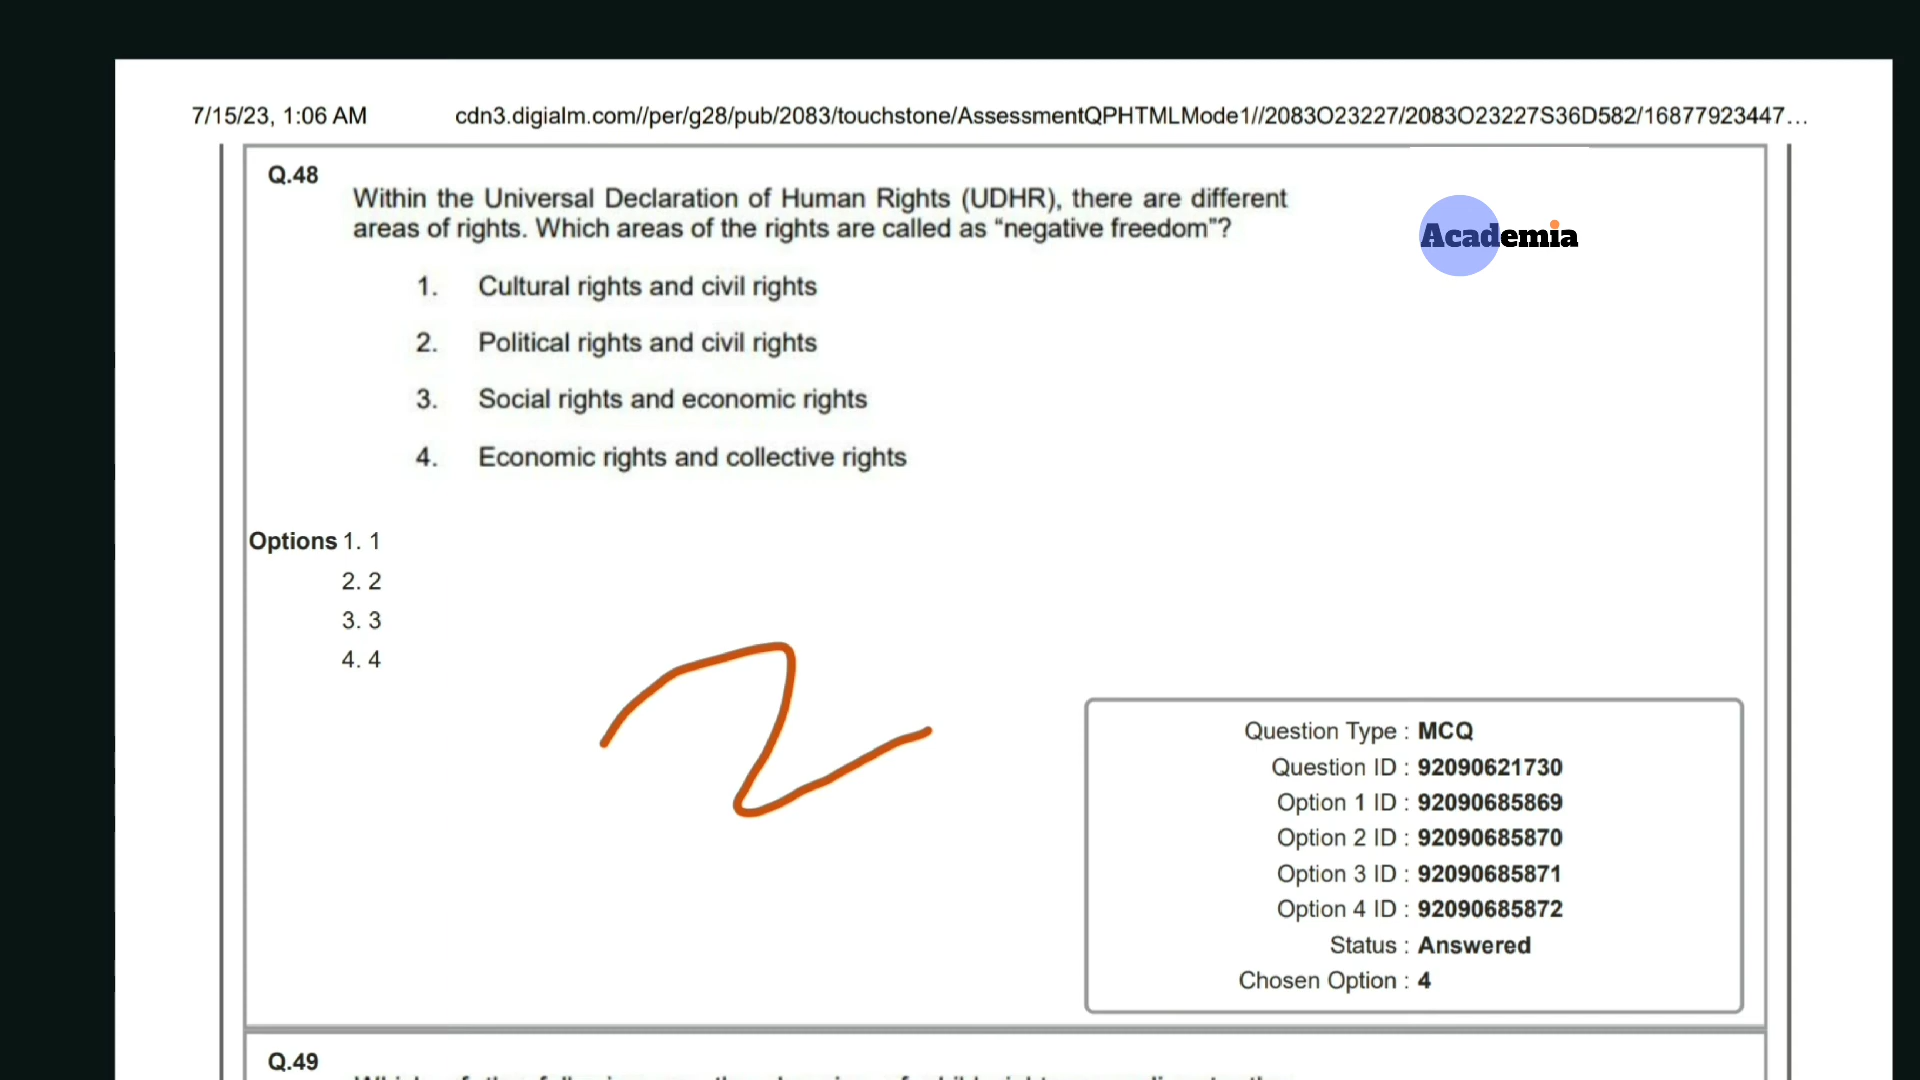 7/15/23, 1:06 AM cdn3.digialm.com//per/g28/pub/2083/touchstone/AssessmentQPHTMLMode1//2083O23227/2083O23227S36D582/16877923447...
Q.48
Within the Universal Declaration of Human Rights (UDHR), there are different
areas of rights. Which areas of the rights are called as “negative freedom”?
Academia
1. Cultural rights and civil rights
2. Political rights and civil rights
3. Social rights and economic rights
4. Economic rights and collective rights
Options 1. 1
2. 2
3. 3
4. 4
2
Question Type : MCQ
Question ID : 92090621730
Option 1 ID : 92090685869
Option 2 ID : 92090685870
Option 3 ID : 92090685871
Option 4 ID : 92090685872
Status : Answered
Chosen Option : 4
Q.49